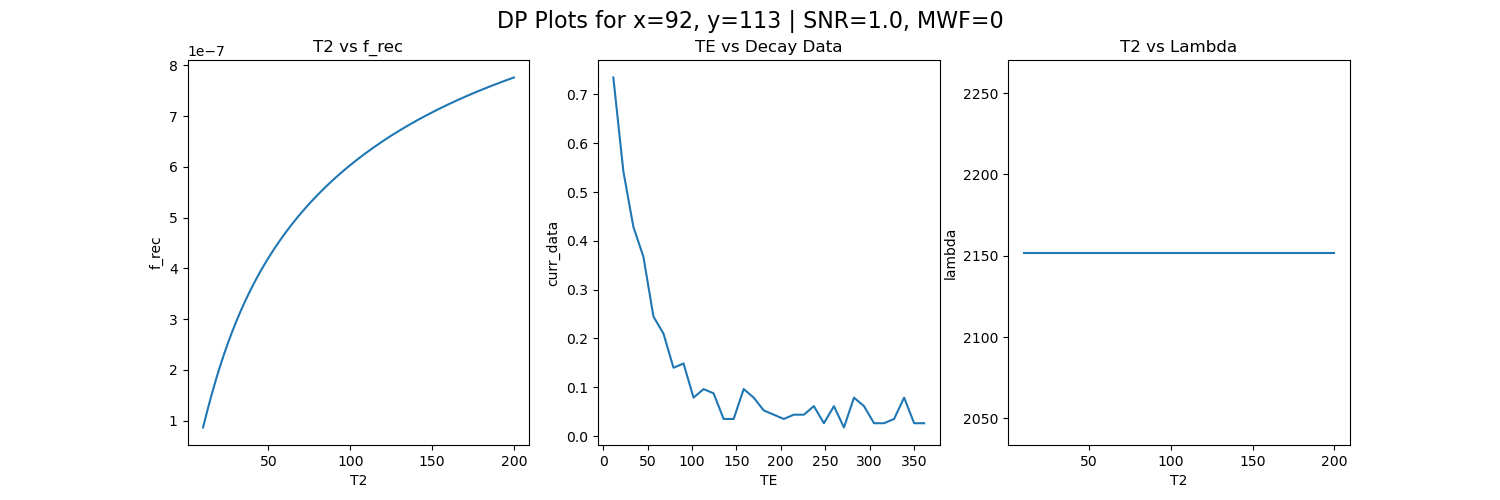 DP Plots for x=92, y=113 | SNR=1.0, MWF=0
T2 vs f_rec
1e−7
8
7
6
5
4
3
2
1
f_rec
50 100 150 200
T2
TE vs Decay Data
0.7
0.6
0.5
0.4
0.3
0.2
0.1
0.0
curr_data
0 50 100 150 200 250 300 350
TE
T2 vs Lambda
2250
2200
2150
2100
2050
lambda
50 100 150 200
T2